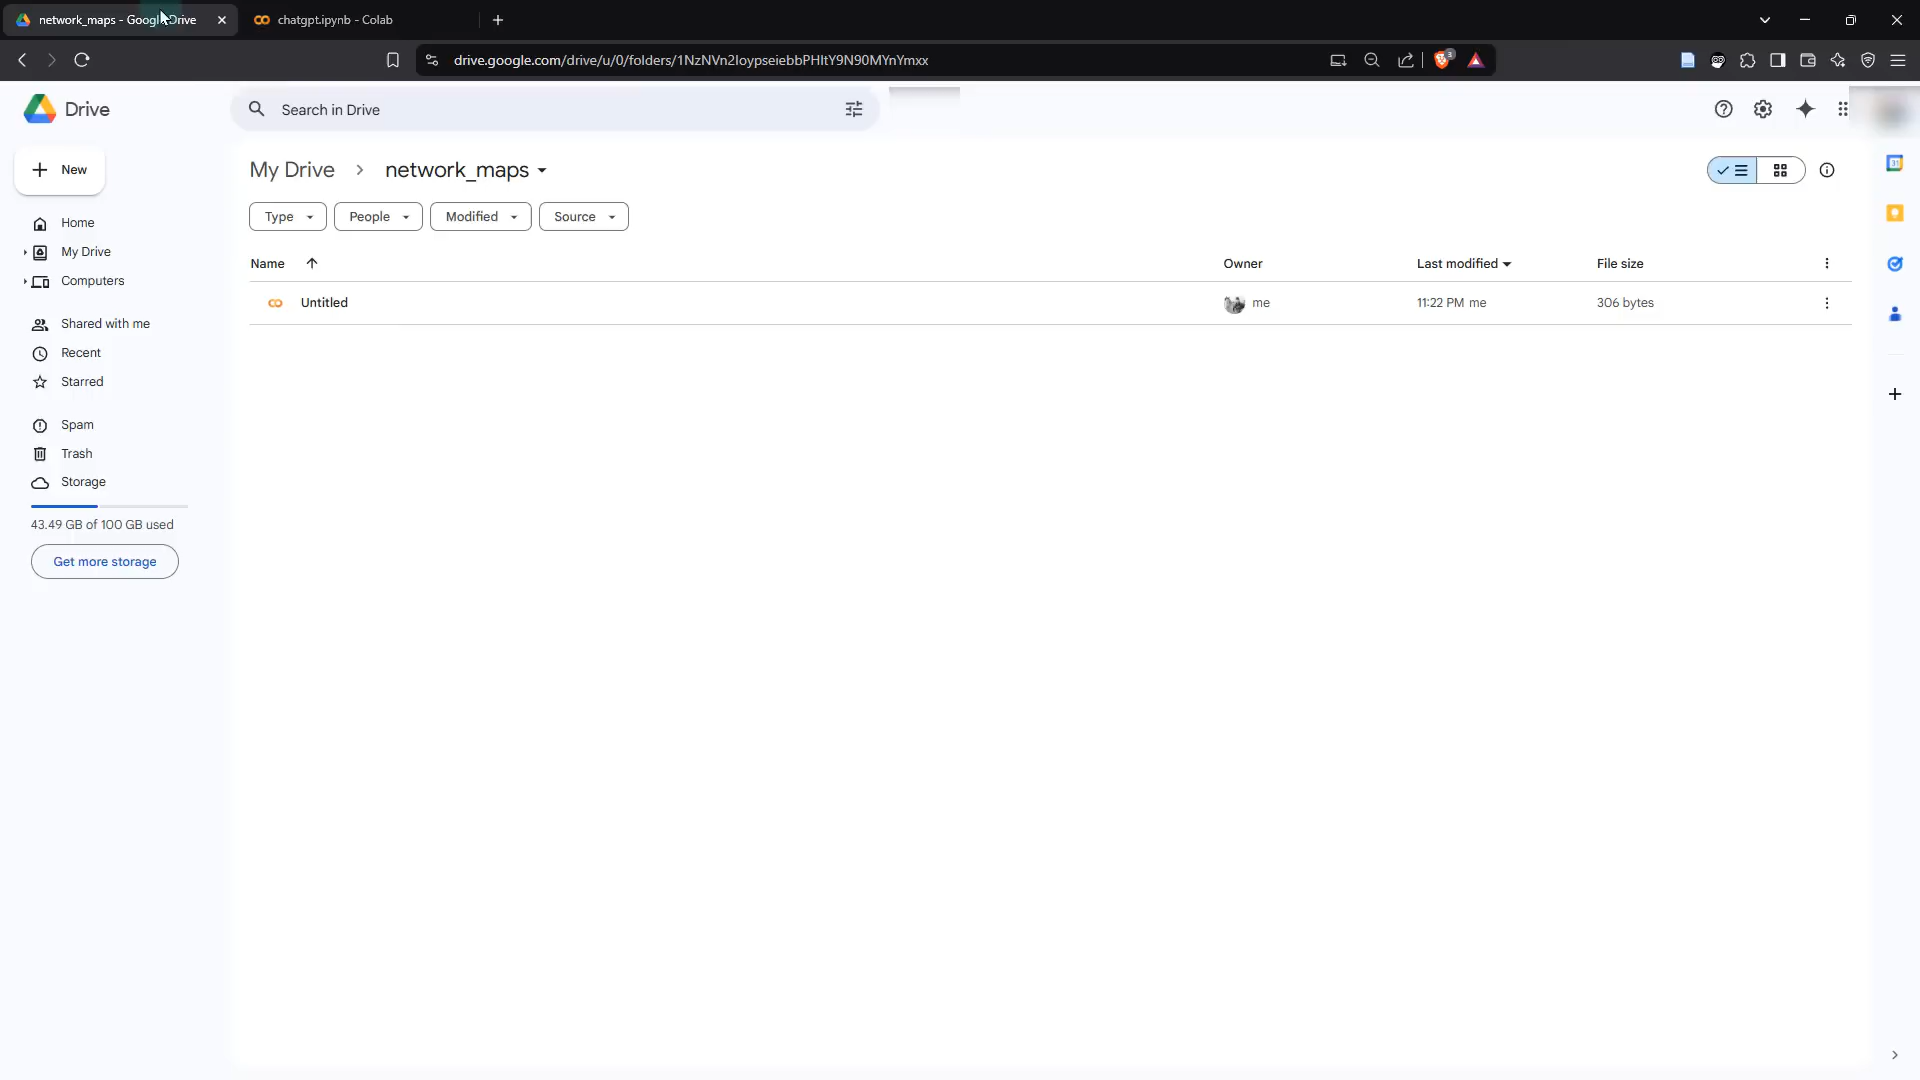 network_maps - Google Drive
chatgpt.ipynb - Colab
drive.google.com/drive/u/0/folders/1NzNVn2IoypseiebbPHItY9N90MYnYmxx
3
Drive
Search in Drive
New
My Drive > network_maps
Type
People
Modified
Source
Home
My Drive
Computers
Shared with me
Recent
Starred
Spam
Trash
Storage
43.49 GB of 100 GB used
Get more storage
Name
Owner
Last modified
File size
Untitled
me
11:22 PM me
306 bytes
31